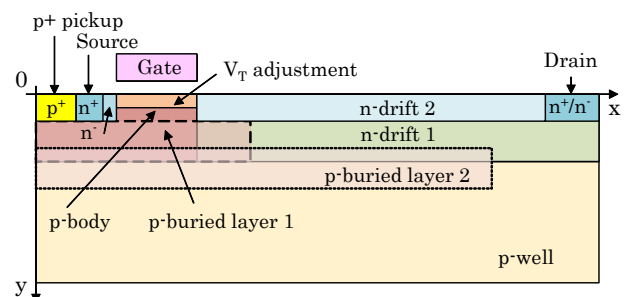 p+ pickup
Source
Gate
V_T adjustment
Drain
0
p⁺
n⁺
n-drift 2
n⁺/n⁻
x
n⁻
n-drift 1
p-buried layer 2
p-body
p-buried layer 1
p-well
y